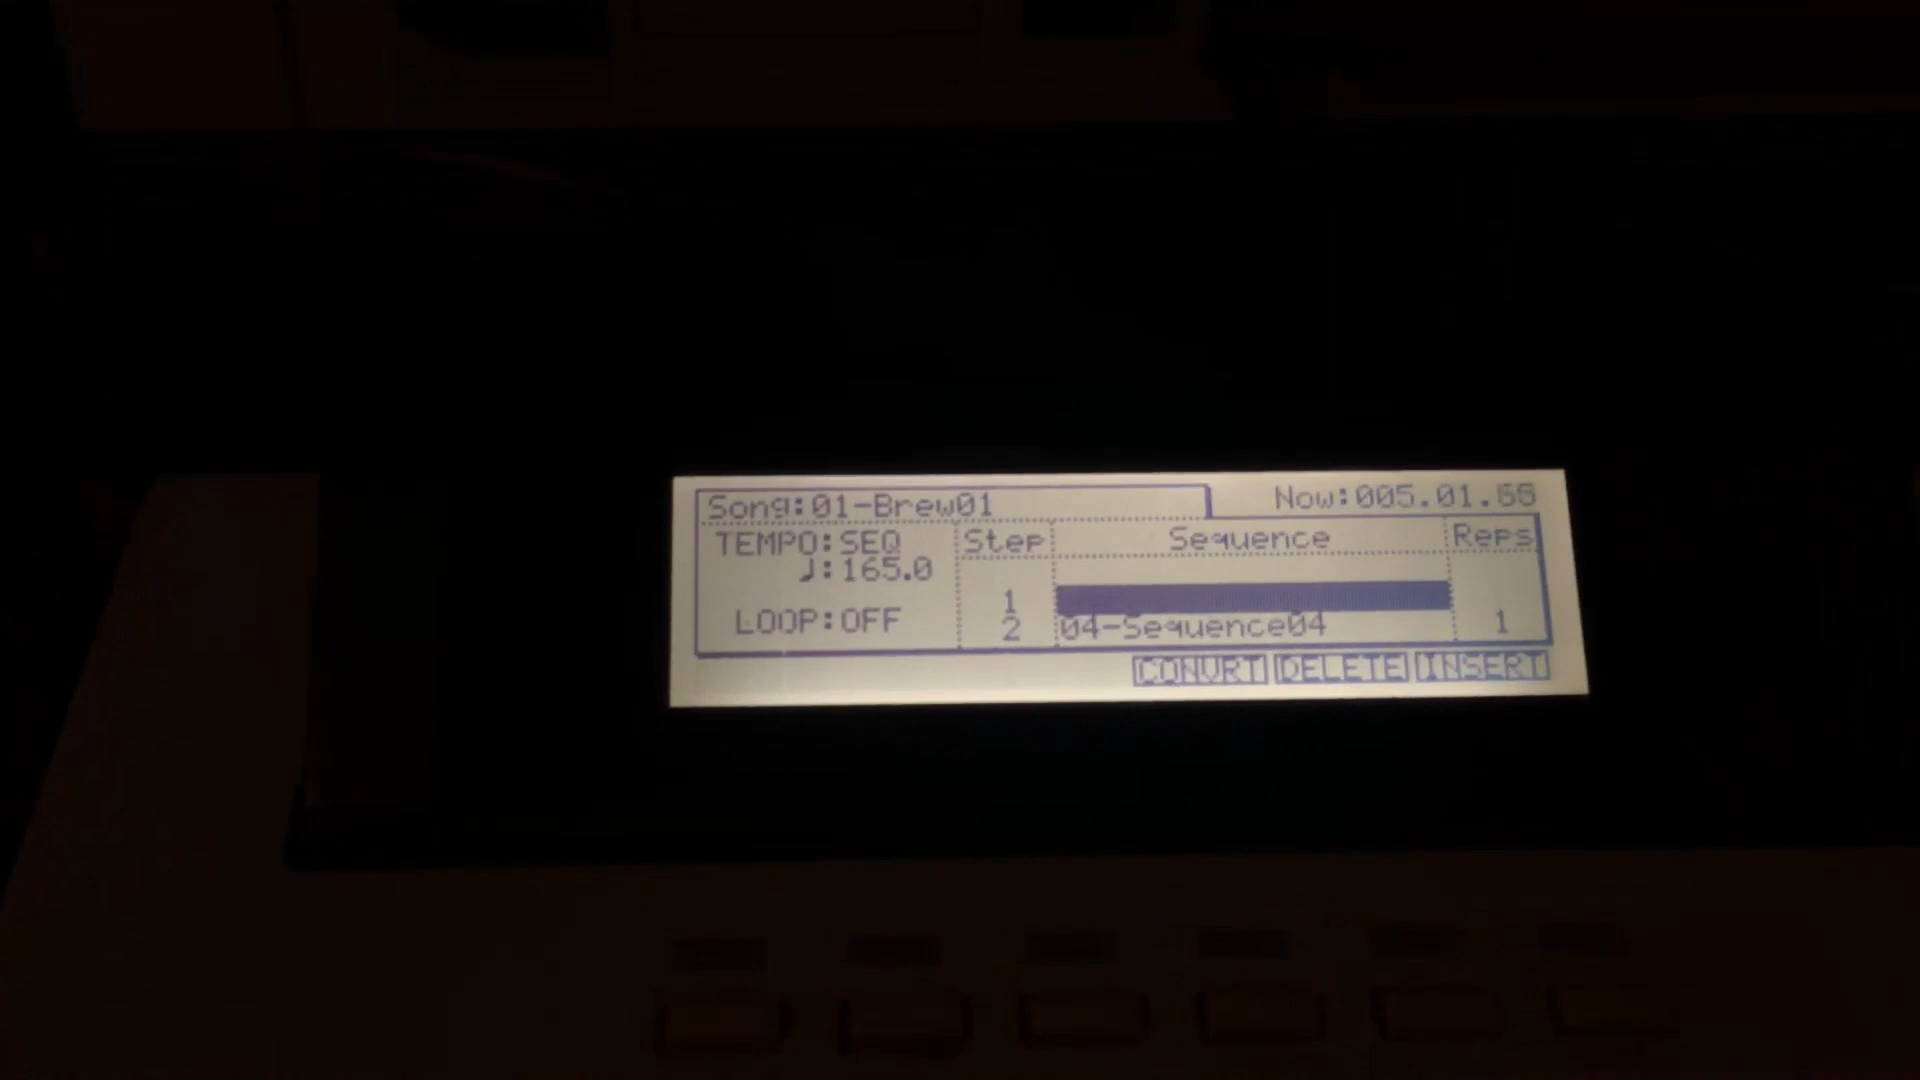 Song:01-Brew01 Now:005.01.66
TEMPO:SEQ Step Sequence Reps
♩:165.0
1
LOOP:OFF 2 04-Sequence04 1
CONVRT DELETE INSERT